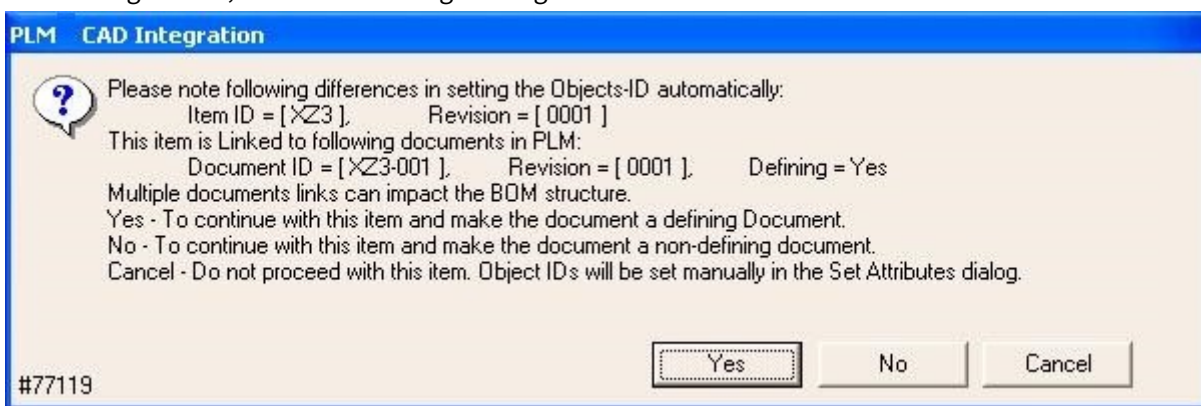 PLM CAD Integration
Please note following differences in setting the Objects-ID automatically:
Item ID = [ XZ3 ], Revision = [ 0001 ]
This item is Linked to following documents in PLM:
Document ID = [ XZ3-001 ], Revision = [ 0001 ], Defining = Yes
Multiple documents links can impact the BOM structure.
Yes - To continue with this item and make the document a defining Document.
No - To continue with this item and make the document a non-defining document.
Cancel - Do not proceed with this item. Object IDs will be set manually in the Set Attributes dialog.
Yes No Cancel
#77119